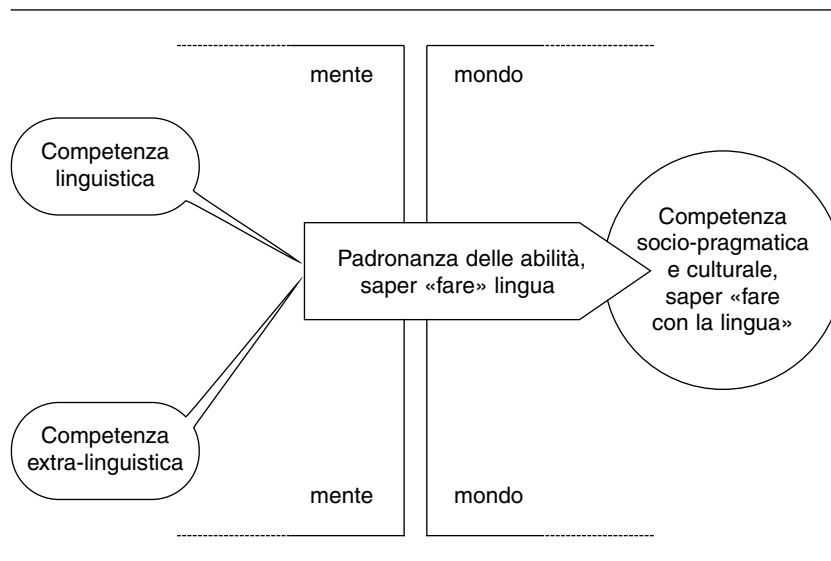 mente
mondo
Competenza
linguistica
Padronanza delle abilità,
saper «fare» lingua
Competenza
socio-pragmatica
e culturale,
saper «fare
con la lingua»
Competenza
extra-linguistica
mente
mondo